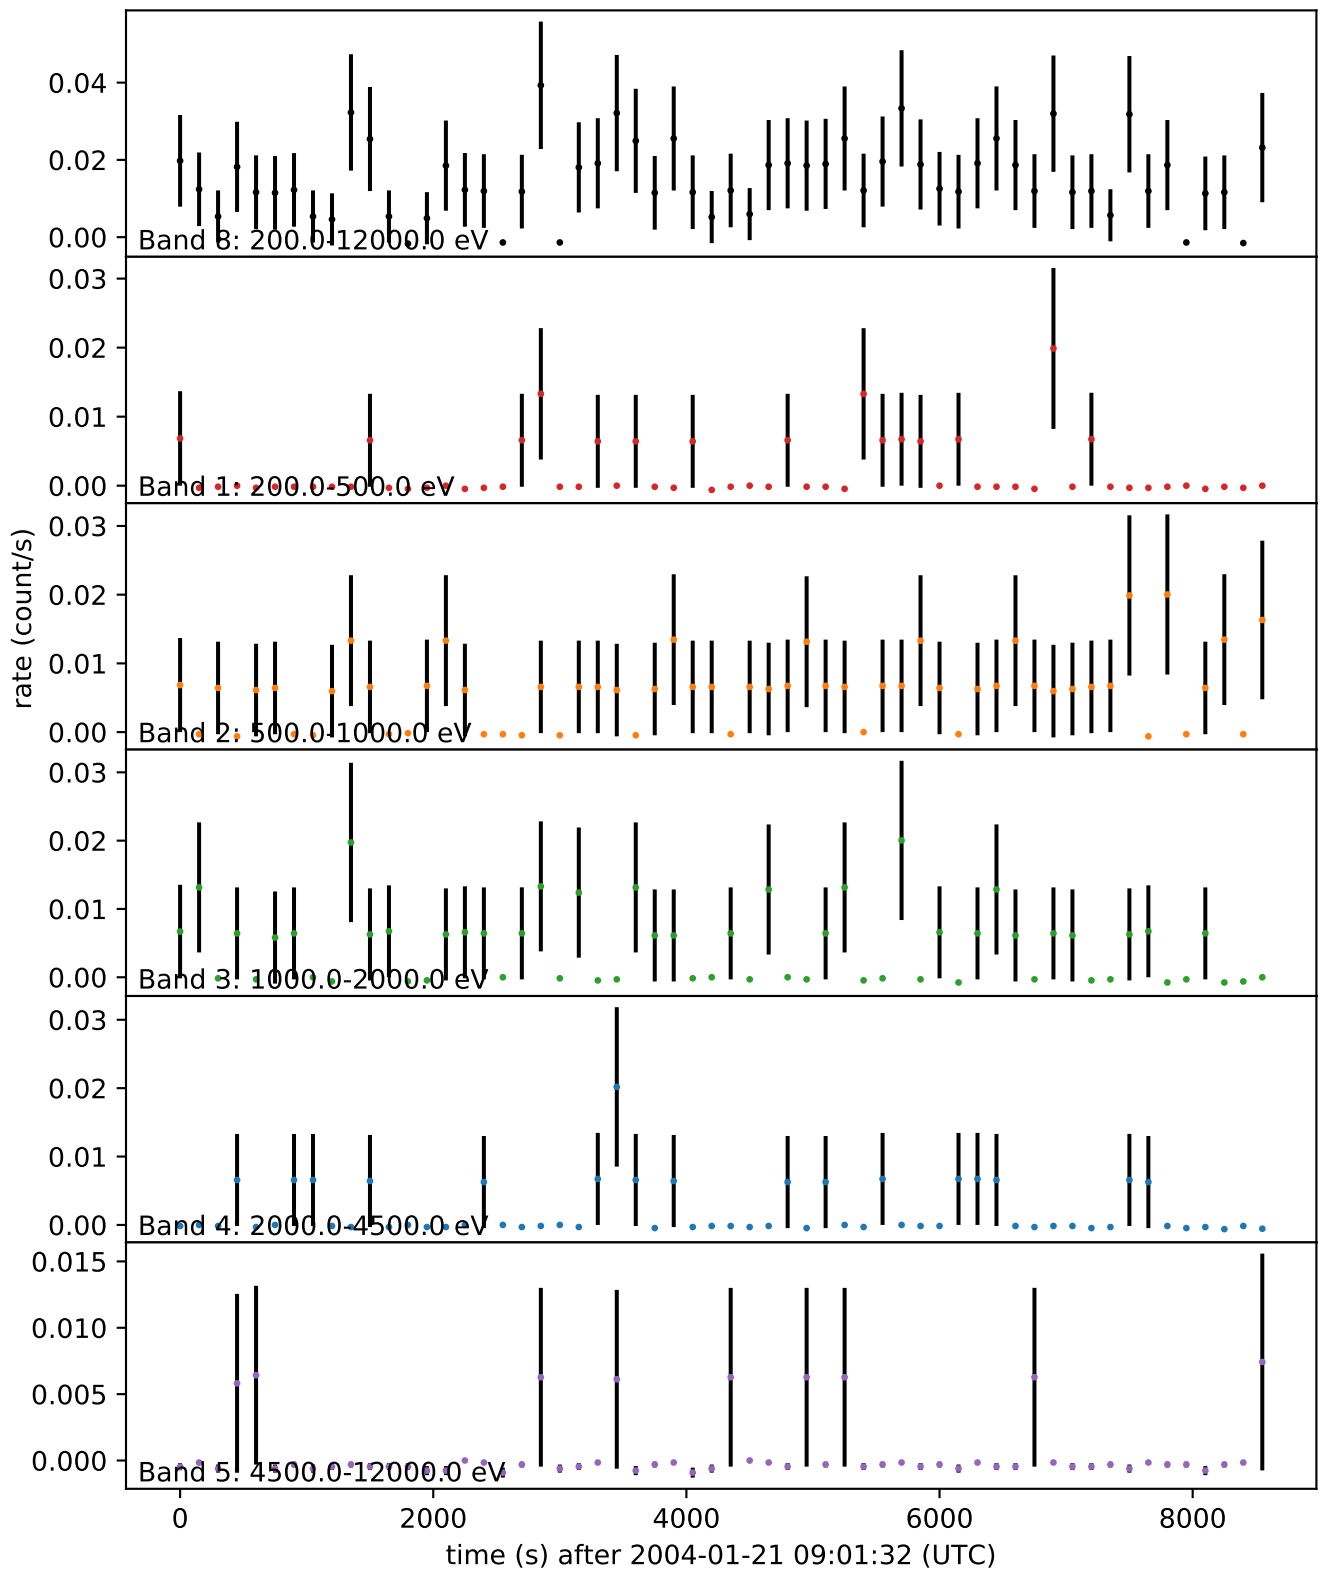 0.04
0.02
0.00
Band 8: 200.0-12000.0 eV
0.03
0.02
0.01
0.00
Band 1: 200.0-500.0 eV
0.03
0.02
0.01
0.00
Band 2: 500.0-1000.0 eV
rate (count/s)
0.03
0.02
0.01
0.00
Band 3: 1000.0-2000.0 eV
0.03
0.02
0.01
0.00
Band 4: 2000.0-4500.0 eV
0.015
0.010
0.005
0.000
Band 5: 4500.0-12000.0 eV
0 2000 4000 6000 8000
time (s) after 2004-01-21 09:01:32 (UTC)